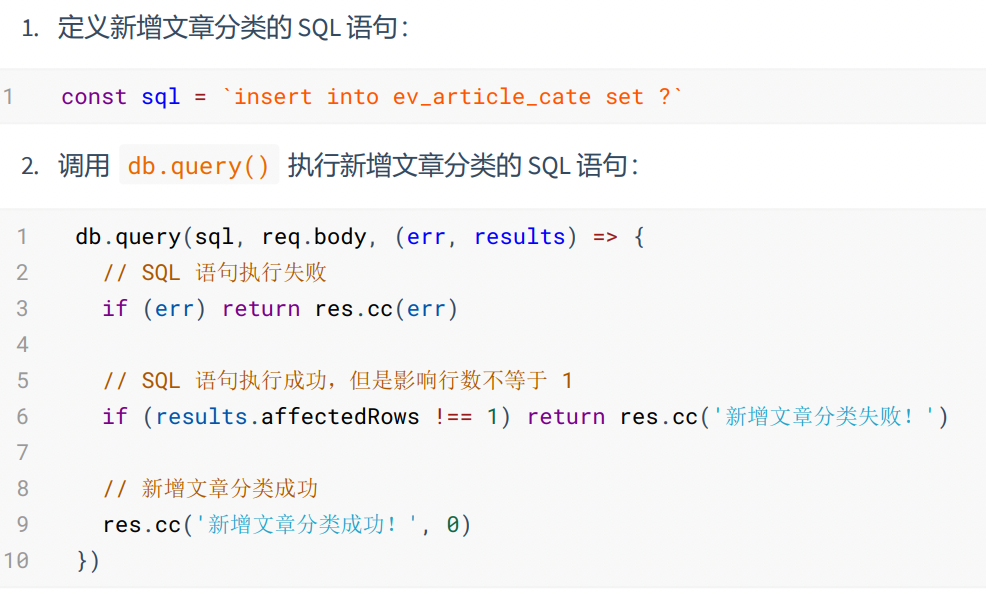 1. 定义新增文章分类的 SQL 语句：
1 const sql = `insert into ev_article_cate set ?`
2. 调用 db.query() 执行新增文章分类的 SQL 语句：
1 db.query(sql, req.body, (err, results) => {
2 // SQL 语句执行失败
3 if (err) return res.cc(err)
4
5 // SQL 语句执行成功，但是影响行数不等于 1
6 if (results.affectedRows !== 1) return res.cc('新增文章分类失败！')
7
8 // 新增文章分类成功
9 res.cc('新增文章分类成功！', 0)
10 })